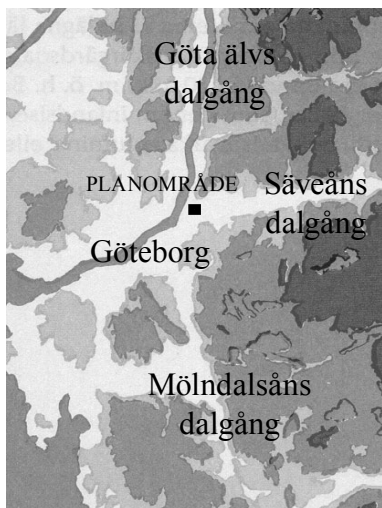 Göta älvs
dalgång
PLANOMRÅDE
Säveåns
dalgång
Göteborg
Mölndalsåns
dalgång